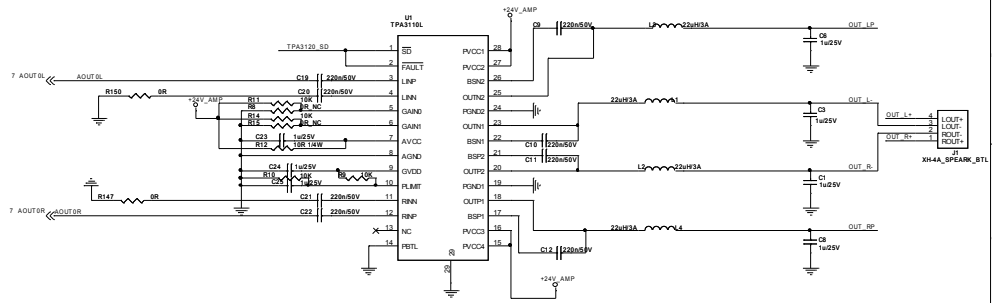 +24V_AMP
U1
TPA3110L
C9 220n/50V
L3 22uH/3A
OUT_LP
TPA3120_SD
1 SD PVCC1 28
C6
1u/25V
2 FAULT PVCC2 27
7 AOUT0L AOUT0L C19 220n/50V
3 LINP BSN2 26
R150 0R C20 220n/50V
4 LINN OUTN2 25
+24V_AMP
R11 10K
5 GAIN0 PGND2 24
R8 0R_NC
22uH/3A L1 OUT_L-
R14 10K
6 GAIN1 OUTN1 23
R15 0R_NC
C3
1u/25V
OUT_L+ 4 LOUT+
3 LOUT-
2 ROUT-
OUT_R+ 1 ROUT+
J1
XH-4A_SPEARK_BTL
C23 1u/25V
7 AVCC BSN1 22
C10 220n/50V
R12 10R 1/4W
8 AGND BSP2 21
C11 220n/50V
C24 1u/25V
9 GVDD OUTP2 20
L2 22uH/3A OUT_R-
R10 10K R9 10K
C25 1u/25V
10 PLIMIT PGND1 19
C1
1u/25V
R147 0R C21 220n/50V
11 RINN OUTP1 18
7 AOUT0R AOUT0R C22 220n/50V
12 RINP BSP1 17
13 NC PVCC3 16
22uH/3A L4 OUT_RP
14 PBTL PVCC4 15
C12 220n/50V
C8
1u/25V
29
29
+24V_AMP